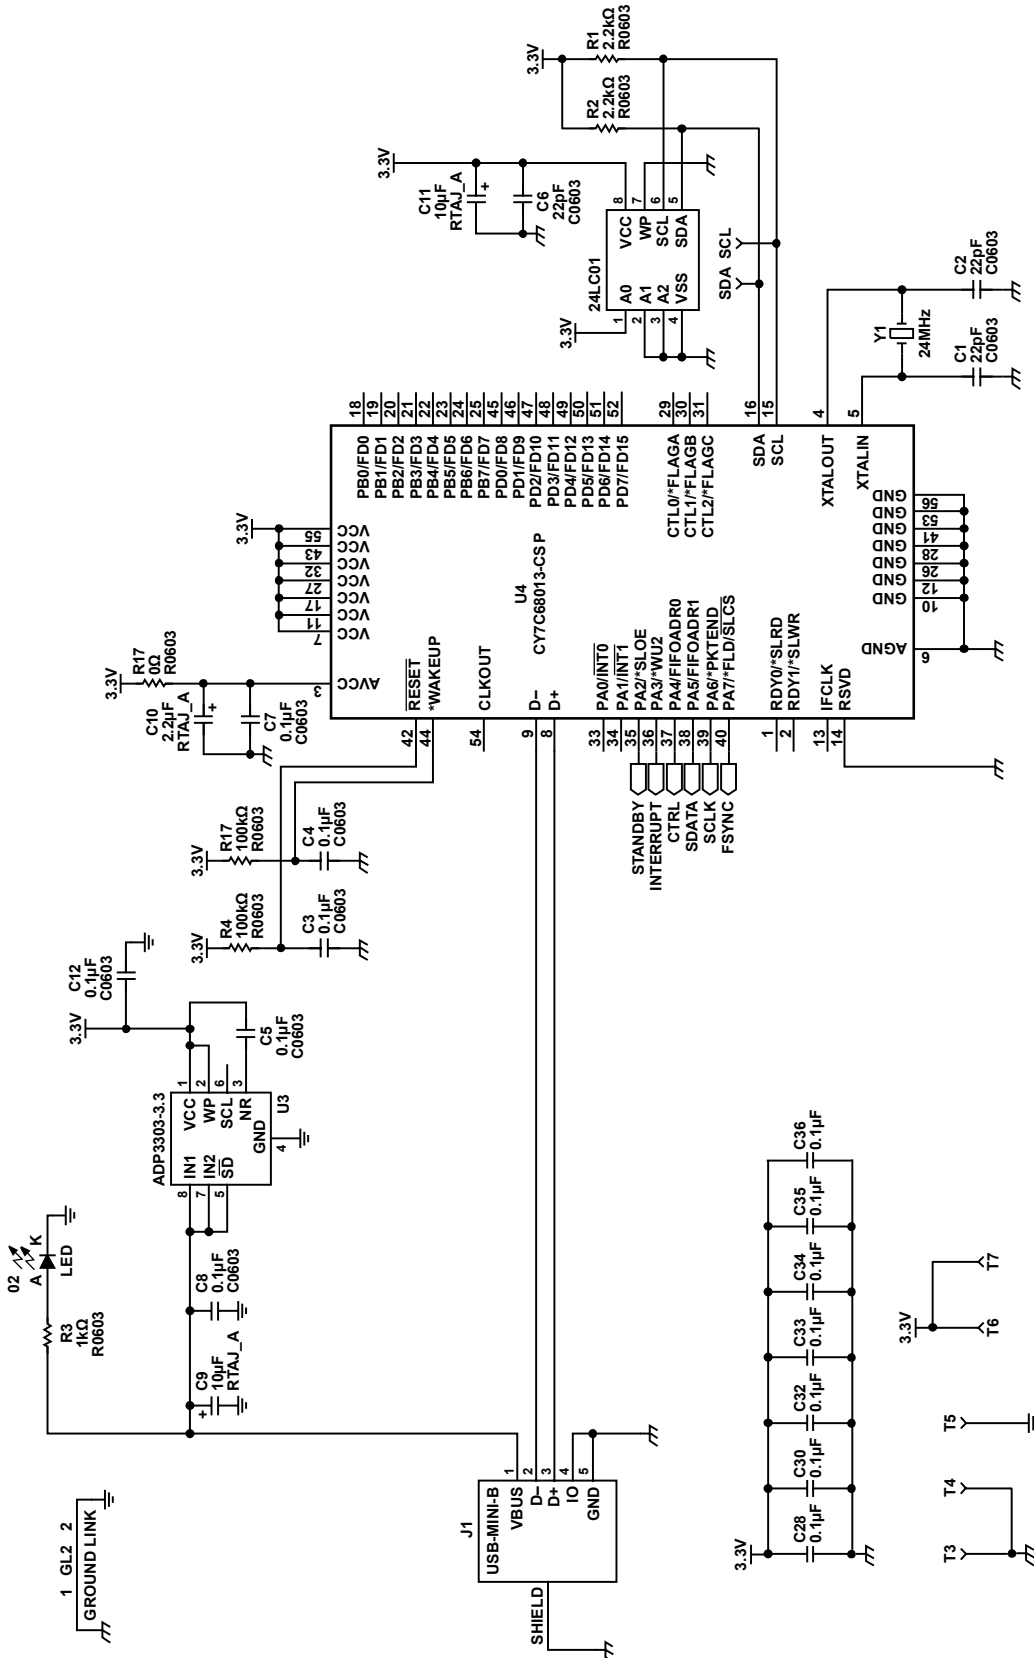 3.3V
R1
2.2kΩ
R0603
R2
2.2kΩ
R0603
3.3V
C11
10µF
RTAJ_A
+
C6
22pF
C0603
24LC01
3.3V
1 A0
2 A1
3 A2
4 VSS
VCC 8
WP 7
SCL 6
SDA 5
SDA
SCL
Y1
24MHz
C1
22pF
C0603
C2
22pF
C0603
3.3V
VCC 55
VCC 43
VCC 32
VCC 27
VCC 17
VCC 11
VCC 7
3.3V
R17
0Ω
R0603
C10
2.2µF
RTAJ_A
+
C7
0.1µF
C0603
AVCC 3
U4
CY7C68013-CSP
PB0/FD0 18
PB1/FD1 19
PB2/FD2 20
PB3/FD3 21
PB4/FD4 22
PB5/FD5 23
PB6/FD6 24
PB7/FD7 25
PD0/FD8 45
PD1/FD9 46
PD2/FD10 47
PD3/FD11 48
PD4/FD12 49
PD5/FD13 50
PD6/FD14 51
PD7/FD15 52
CTL0/*FLAGA 29
CTL1/*FLAGB 30
CTL2/*FLAGC 31
SDA 16
SCL 15
XTALOUT 4
XTALIN 5
GND 56
GND 53
GND 41
GND 28
GND 26
GND 12
GND 10
AGND 6
42 RESET
44 *WAKEUP
54 CLKOUT
9 D–
8 D+
33 PA0/INT0
34 PA1/INT1
35 PA2/*SLOE
36 PA3/*WU2
37 PA4/FIFOADR0
38 PA5/FIFOADR1
39 PA6/*PKTEND
40 PA7/*FLD/SLCS
1 RDY0/*SLRD
2 RDY1/*SLWR
13 IFCLK
14 RSVD
STANDBY
INTERRUPT
CTRL
SDATA
SCLK
FSYNC
3.3V
R17
100kΩ
R0603
C4
0.1µF
C0603
3.3V
R4
100kΩ
R0603
C3
0.1µF
C0603
3.3V
C12
0.1µF
C0603
C5
0.1µF
C0603
ADP3303-3.3
U3
8 IN1
7 IN2
5 SD
VCC 1
WP 2
SCL 6
NR 3
GND
4
02
A K
LED
R3
1kΩ
R0603
C8
0.1µF
C0603
C9
10µF
RTAJ_A
+
1 GL2 2
GROUND LINK
J1
USB-MINI-B
VBUS 1
D– 2
D+ 3
IO 4
GND 5
SHIELD
3.3V
C28
0.1µF
C30
0.1µF
C32
0.1µF
C33
0.1µF
C34
0.1µF
C35
0.1µF
C36
0.1µF
T3
T4
T5
3.3V
T6
T7